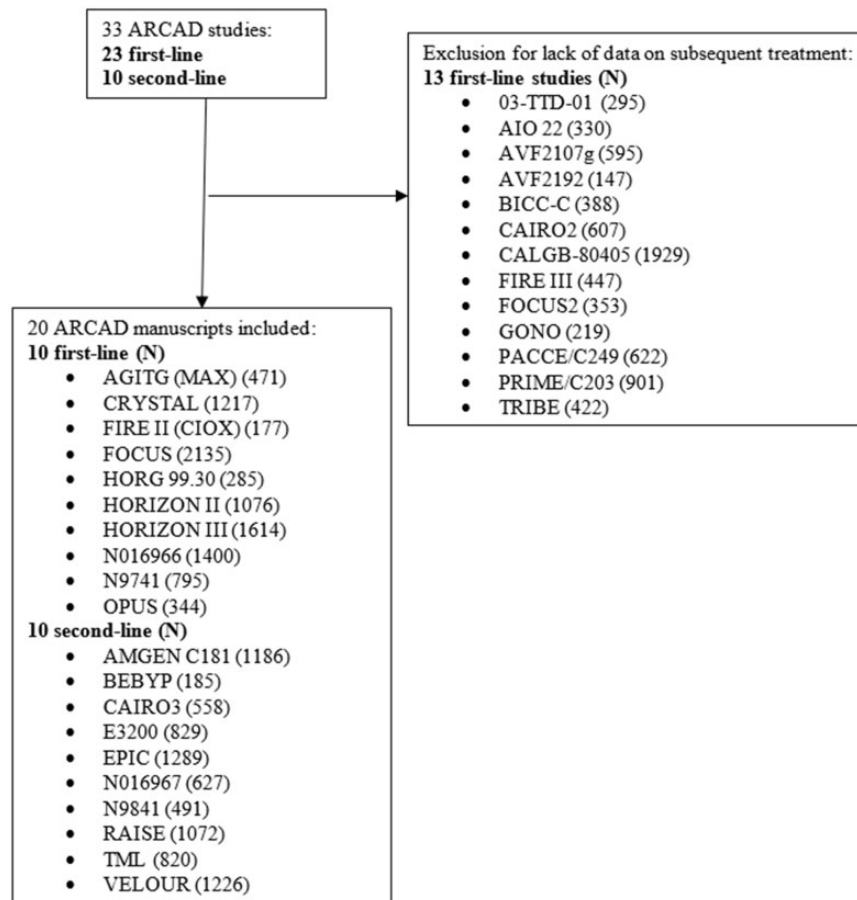 33 ARCAD studies:
23 first-line
10 second-line
Exclusion for lack of data on subsequent treatment:
13 first-line studies (N)
• 03-TTD-01 (295)
• AIO 22 (330)
• AVF2107g (595)
• AVF2192 (147)
• BICC-C (388)
• CAIRO2 (607)
• CALGB-80405 (1929)
• FIRE III (447)
• FOCUS2 (353)
• GONO (219)
• PACCE/C249 (622)
• PRIME/C203 (901)
• TRIBE (422)
20 ARCAD manuscripts included:
10 first-line (N)
• AGITG (MAX) (471)
• CRYSTAL (1217)
• FIRE II (CIOX) (177)
• FOCUS (2135)
• HORG 99.30 (285)
• HORIZON II (1076)
• HORIZON III (1614)
• N016966 (1400)
• N9741 (795)
• OPUS (344)
10 second-line (N)
• AMGEN C181 (1186)
• BEBYP (185)
• CAIRO3 (558)
• E3200 (829)
• EPIC (1289)
• N016967 (627)
• N9841 (491)
• RAISE (1072)
• TML (820)
• VELOUR (1226)